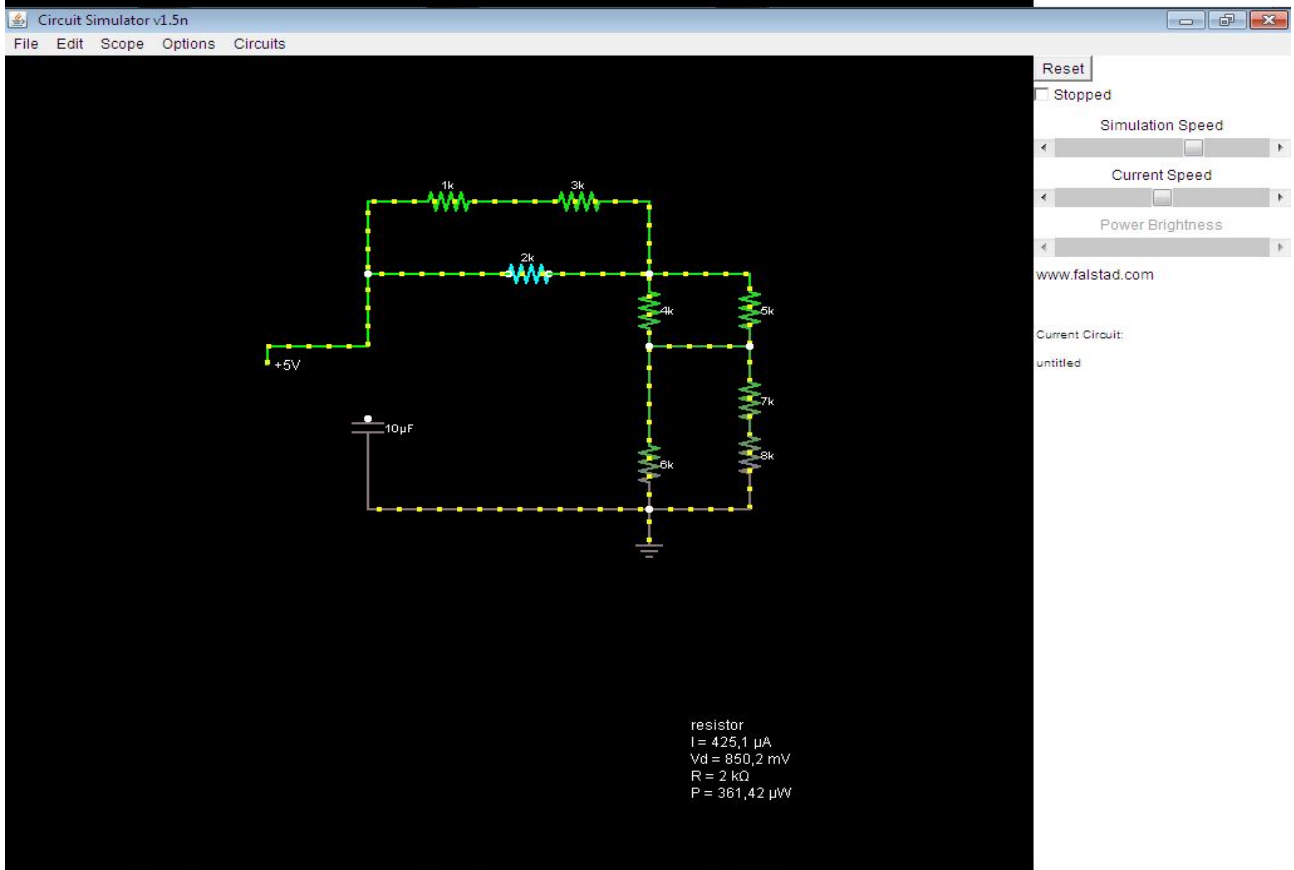 Circuit Simulator v1.5n
File Edit Scope Options Circuits
Reset
Stopped
Simulation Speed
Current Speed
Power Brightness
www.falstad.com
Current Circuit:
untitled
1k
3k
2k
4k
5k
+5V
7k
10µF
6k
8k
resistor
I = 425,1 µA
Vd = 850,2 mV
R = 2 kΩ
P = 361,42 µW